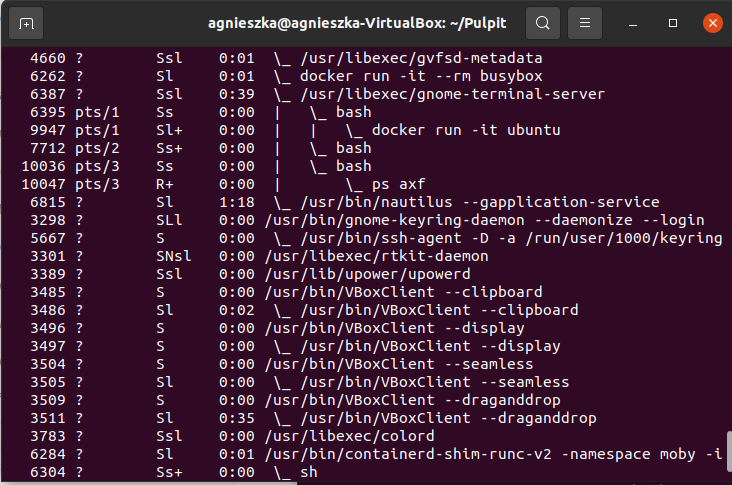 agnieszka@agnieszka-VirtualBox: ~/Pulpit
4660 ?        Ssl    0:01  \_ /usr/libexec/gvfsd-metadata
6262 ?        Sl     0:01  \_ docker run -it --rm busybox
6387 ?        Ssl    0:39  \_ /usr/libexec/gnome-terminal-server
6395 pts/1    Ss     0:00  |   \_ bash
9947 pts/1    Sl+    0:00  |   |   \_ docker run -it ubuntu
7712 pts/2    Ss+    0:00  |   \_ bash
10036 pts/3    Ss     0:00  |   \_ bash
10047 pts/3    R+     0:00  |       \_ ps axf
6815 ?        Sl     1:18  \_ /usr/bin/nautilus --gapplication-service
3298 ?        SLl    0:00 /usr/bin/gnome-keyring-daemon --daemonize --login
5667 ?        S      0:00  \_ /usr/bin/ssh-agent -D -a /run/user/1000/keyring
3301 ?        SNsl   0:00 /usr/libexec/rtkit-daemon
3389 ?        Ssl    0:00 /usr/lib/upower/upowerd
3485 ?        S      0:00 /usr/bin/VBoxClient --clipboard
3486 ?        Sl     0:02  \_ /usr/bin/VBoxClient --clipboard
3496 ?        S      0:00 /usr/bin/VBoxClient --display
3497 ?        S      0:00  \_ /usr/bin/VBoxClient --display
3504 ?        S      0:00 /usr/bin/VBoxClient --seamless
3505 ?        Sl     0:00  \_ /usr/bin/VBoxClient --seamless
3509 ?        S      0:00 /usr/bin/VBoxClient --draganddrop
3511 ?        Sl     0:35  \_ /usr/bin/VBoxClient --draganddrop
3783 ?        Ssl    0:00 /usr/libexec/colord
6284 ?        Sl     0:01 /usr/bin/containerd-shim-runc-v2 -namespace moby -i
6304 ?        Ss+    0:00  \_ sh